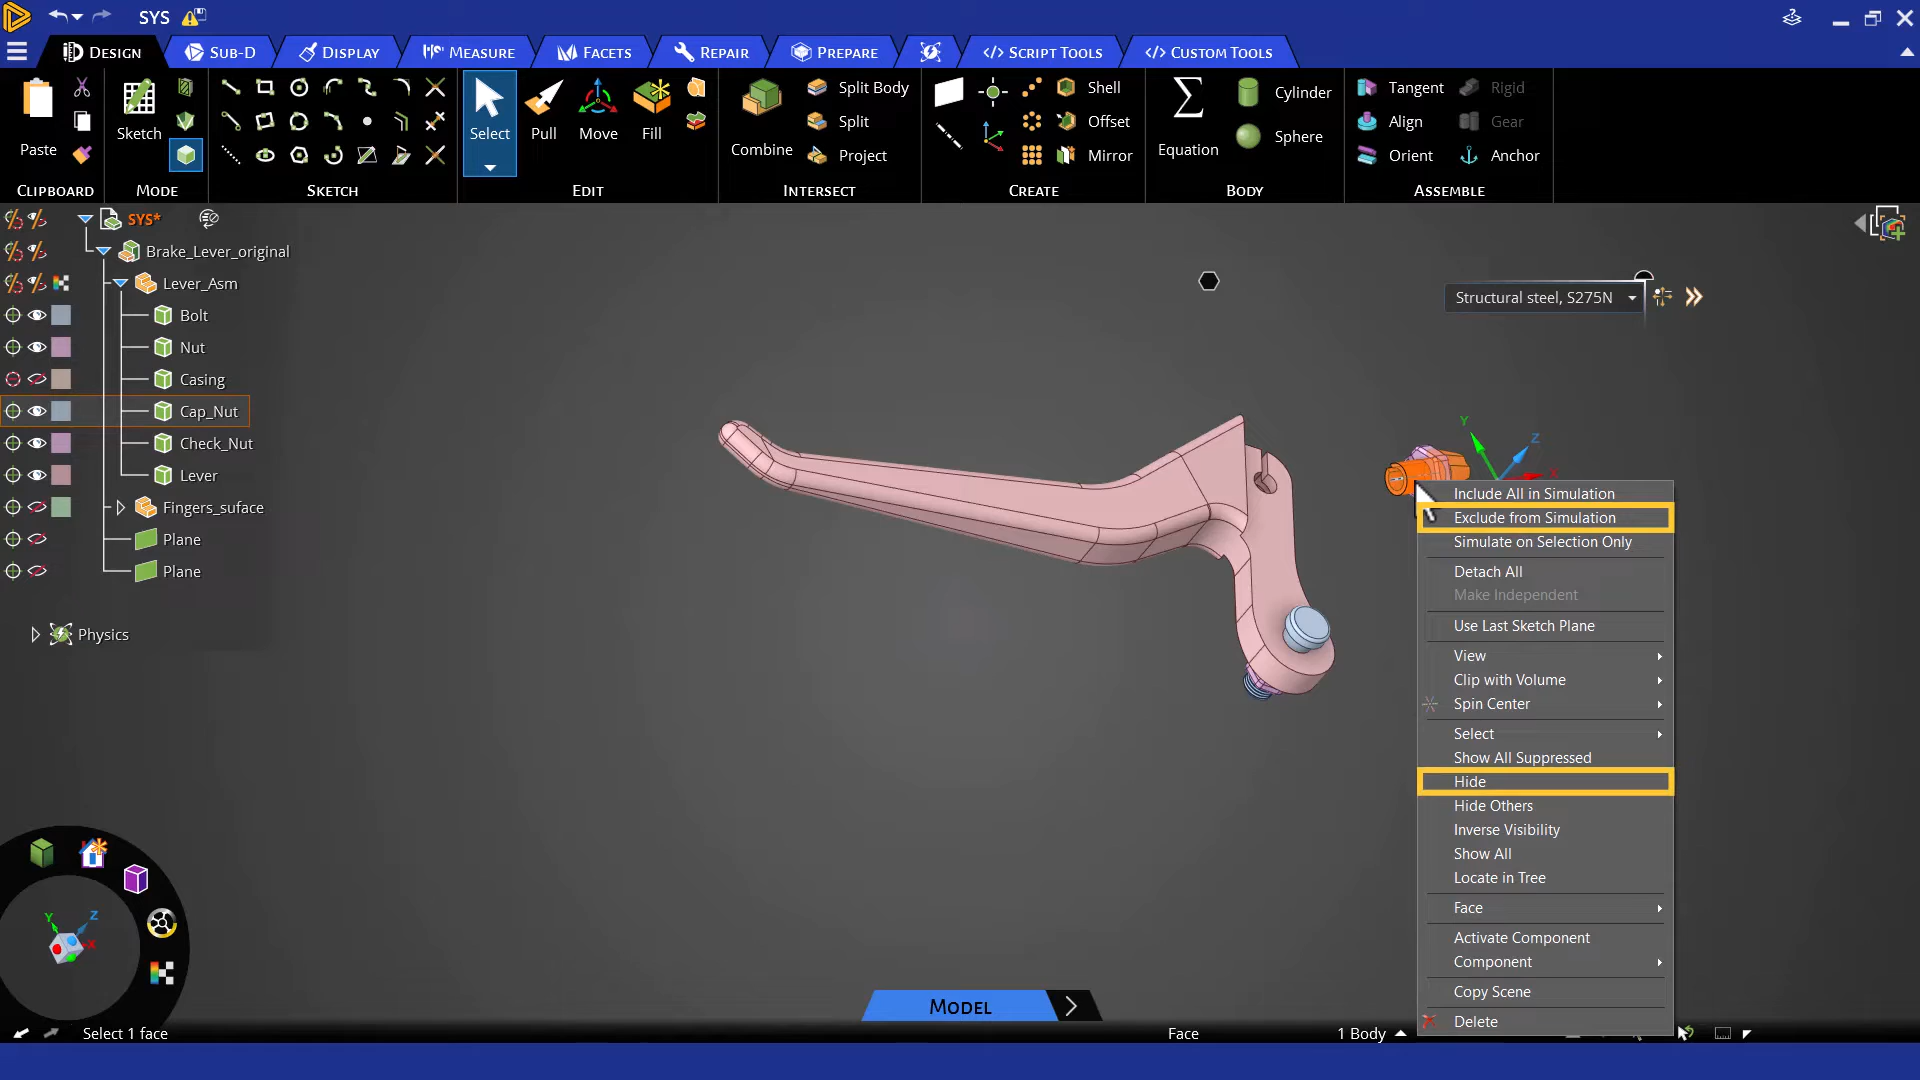 SYS
Design
Sub-D
Display
Measure
Facets
Repair
Prepare
Script Tools
Custom Tools
Paste
Clipboard
Sketch
Mode
Sketch
Select
Pull
Move
Fill
Edit
Combine
Split Body
Split
Project
Intersect
Shell
Offset
Mirror
Create
Equation
Cylinder
Sphere
Body
Tangent
Align
Orient
Rigid
Gear
Anchor
Assemble
SYS*
Brake_Lever_original
Lever_Asm
Bolt
Nut
Casing
Cap_Nut
Check_Nut
Lever
Fingers_suface
Plane
Plane
Physics
Structural steel, S275N
Y
Z
X
Include All in Simulation
Exclude from Simulation
Simulate on Selection Only
Detach All
Make Independent
Use Last Sketch Plane
View
Clip with Volume
Spin Center
Select
Show All Suppressed
Hide
Hide Others
Inverse Visibility
Show All
Locate in Tree
Face
Activate Component
Component
Copy Scene
Delete
Y
Z
X
Model
Select 1 face
Face
1 Body